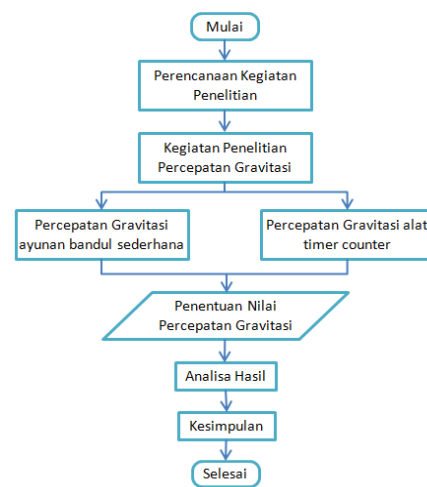 Mulai
Perencanaan Kegiatan
Penelitian
Kegiatan Penelitian
Percepatan Gravitasi
Percepatan Gravitasi
ayunan bandul sederhana
Percepatan Gravitasi alat
timer counter
Penentuan Nilai
Percepatan Gravitasi
Analisa Hasil
Kesimpulan
Selesai